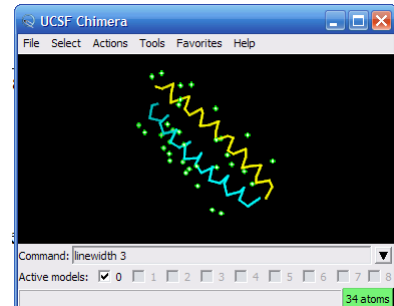 UCSF Chimera
File Select Actions Tools Favorites Help
Command: linewidth 3
Active models: 0 1 2 3 4 5 6 7 8
34 atoms